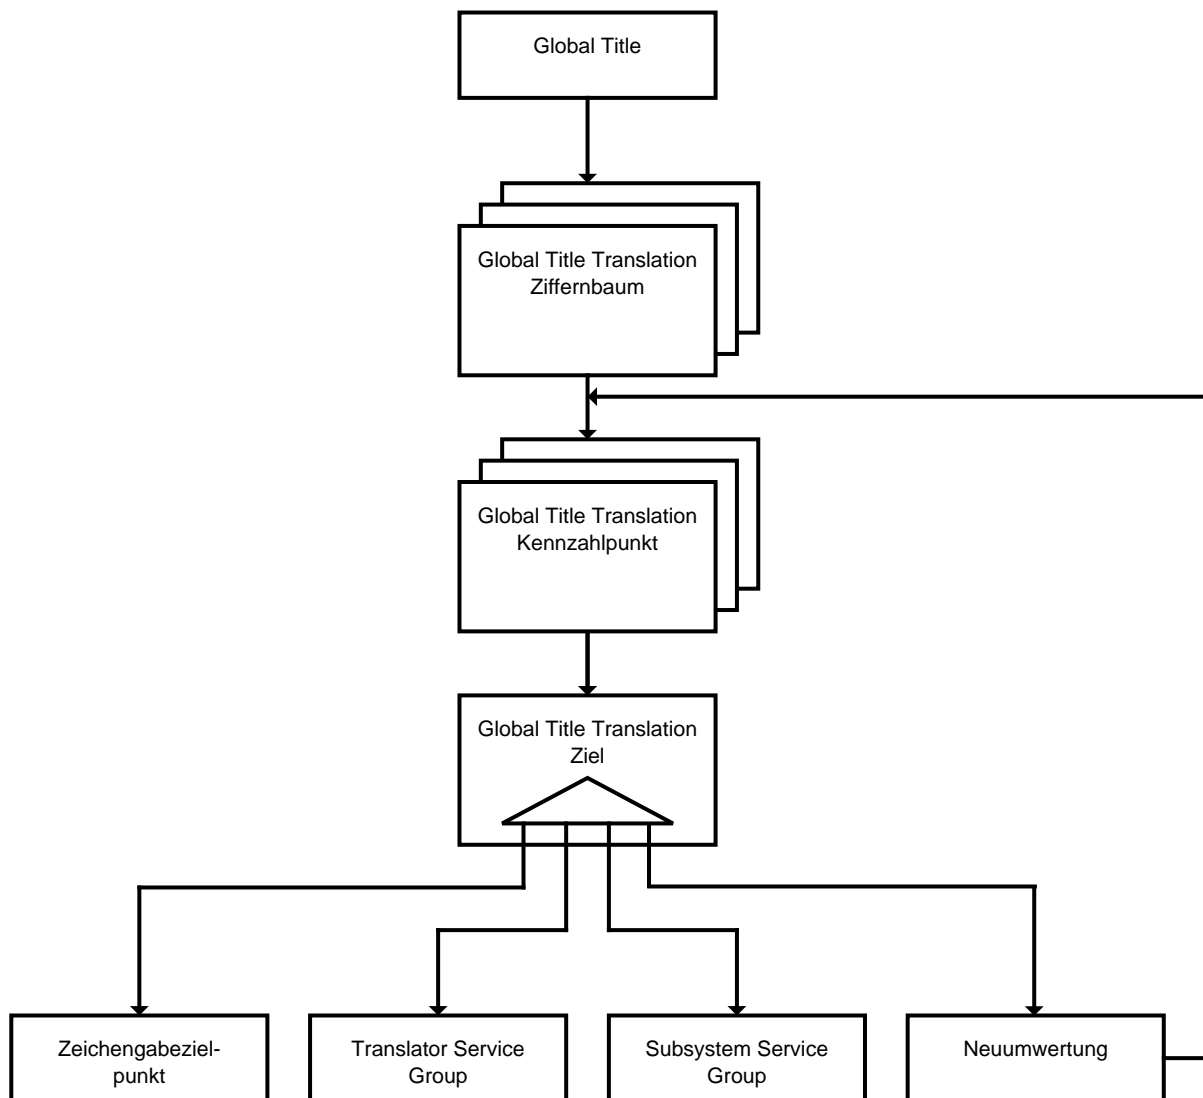 Global Title
Global Title Translation
Ziffernbaum
Global Title Translation
Kennzahlpunkt
Global Title Translation
Ziel
Zeichengabeziel-
punkt
Translator Service
Group
Subsystem Service
Group
Neuumwertung